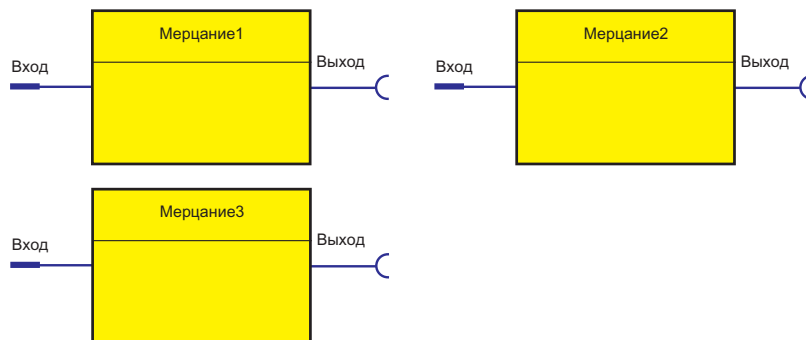 Мерцание1
Вход
Выход
Мерцание2
Вход
Выход
Мерцание3
Вход
Выход